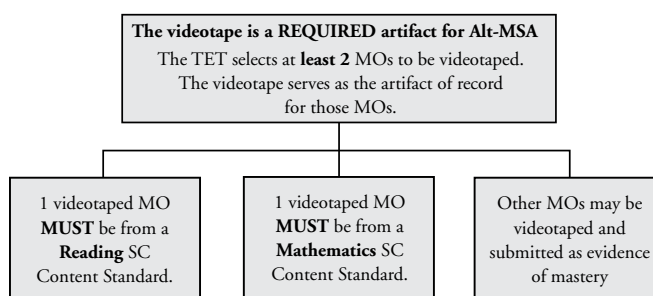 The videotape is a REQUIRED artifact for Alt-MSA
The TET selects at least 2 MOs to be videotaped.
The videotape serves as the artifact of record
for those MOs.
1 videotaped MO
MUST be from a
Reading SC
Content Standard.
1 videotaped MO
MUST be from a
Mathematics SC
Content Standard.
Other MOs may be
videotaped and
submitted as evidence
of mastery